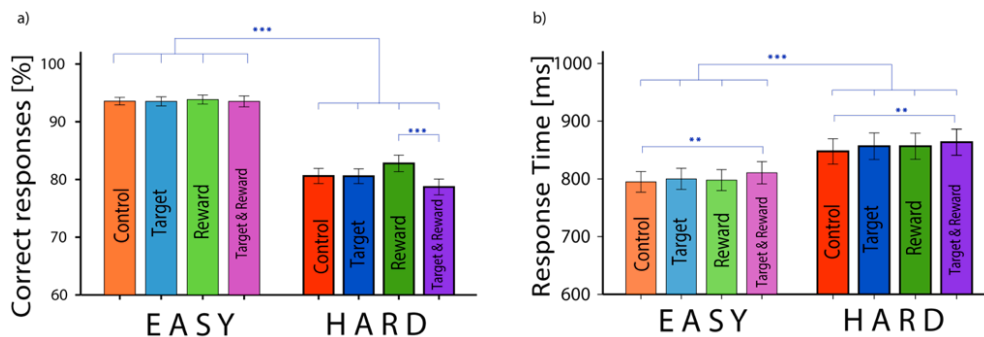 a)
Correct responses [%]
100
90
80
70
60
***
***
Control
Target
Reward
Target & Reward
Control
Target
Reward
Target & Reward
EASY
HARD
b)
Response Time [ms]
1000
900
800
700
600
***
**
**
Control
Target
Reward
Target & Reward
Control
Target
Reward
Target & Reward
EASY
HARD